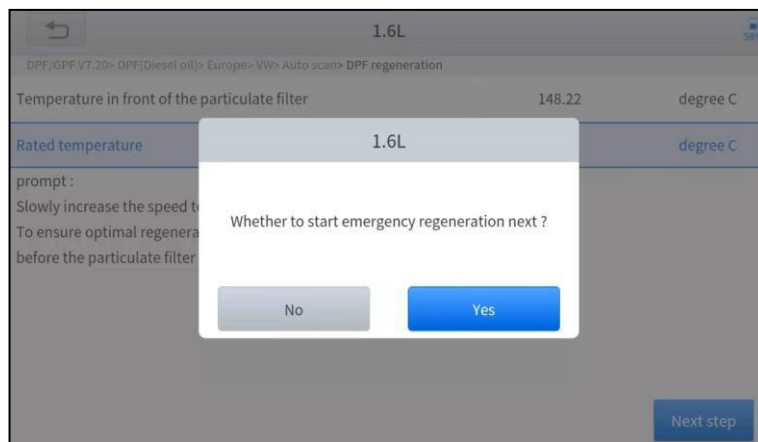 1.6L
58%
DPF/GPF V7.20> DPF(Diesel oil)> Europe> VW> Auto scan> DPF regeneration
Temperature in front of the particulate filter 148.22 degree C
Rated temperature degree C
prompt :
Slowly increase the speed
To ensure optimal
before the particulate filter
1.6L
Whether to start emergency regeneration next ?
No
Yes
Next step